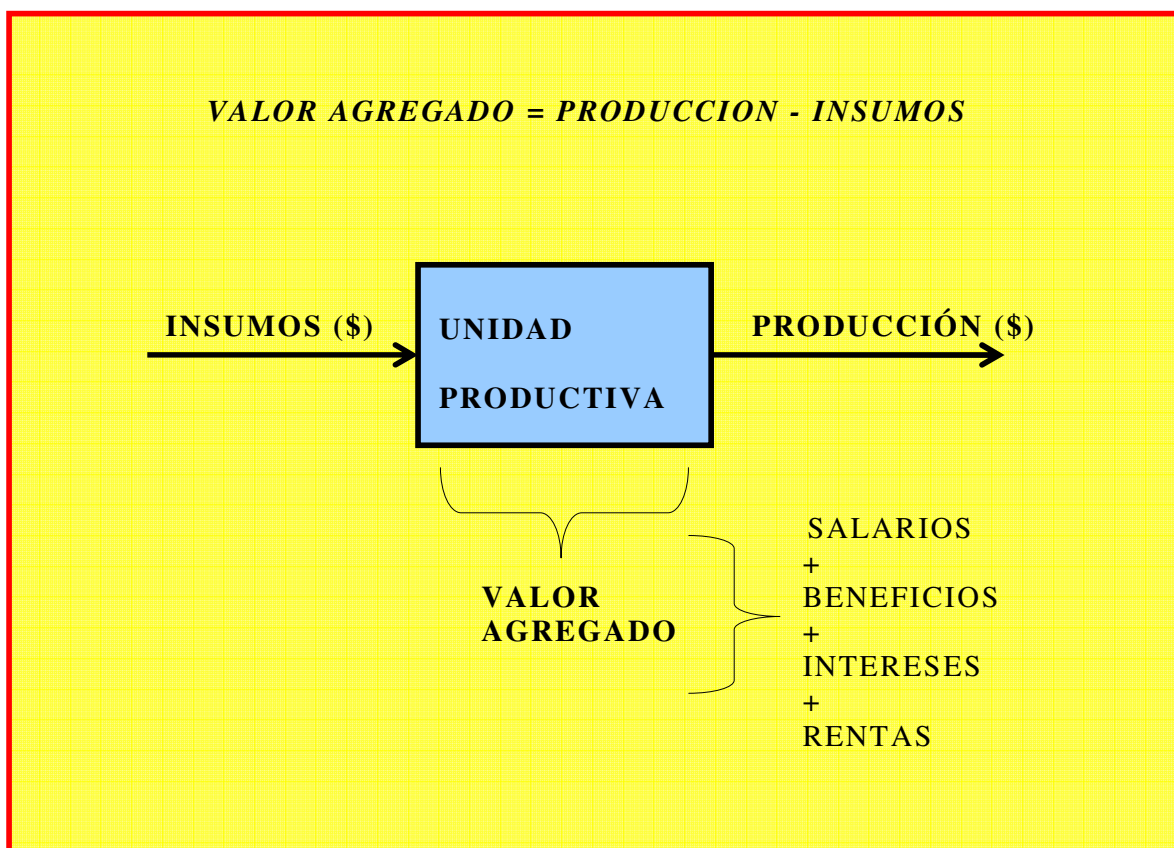 VALOR AGREGADO = PRODUCCION - INSUMOS
INSUMOS ($)
UNIDAD
PRODUCTIVA
PRODUCCIÓN ($)
VALOR
AGREGADO
SALARIOS
+
BENEFICIOS
+
INTERESES
+
RENTAS